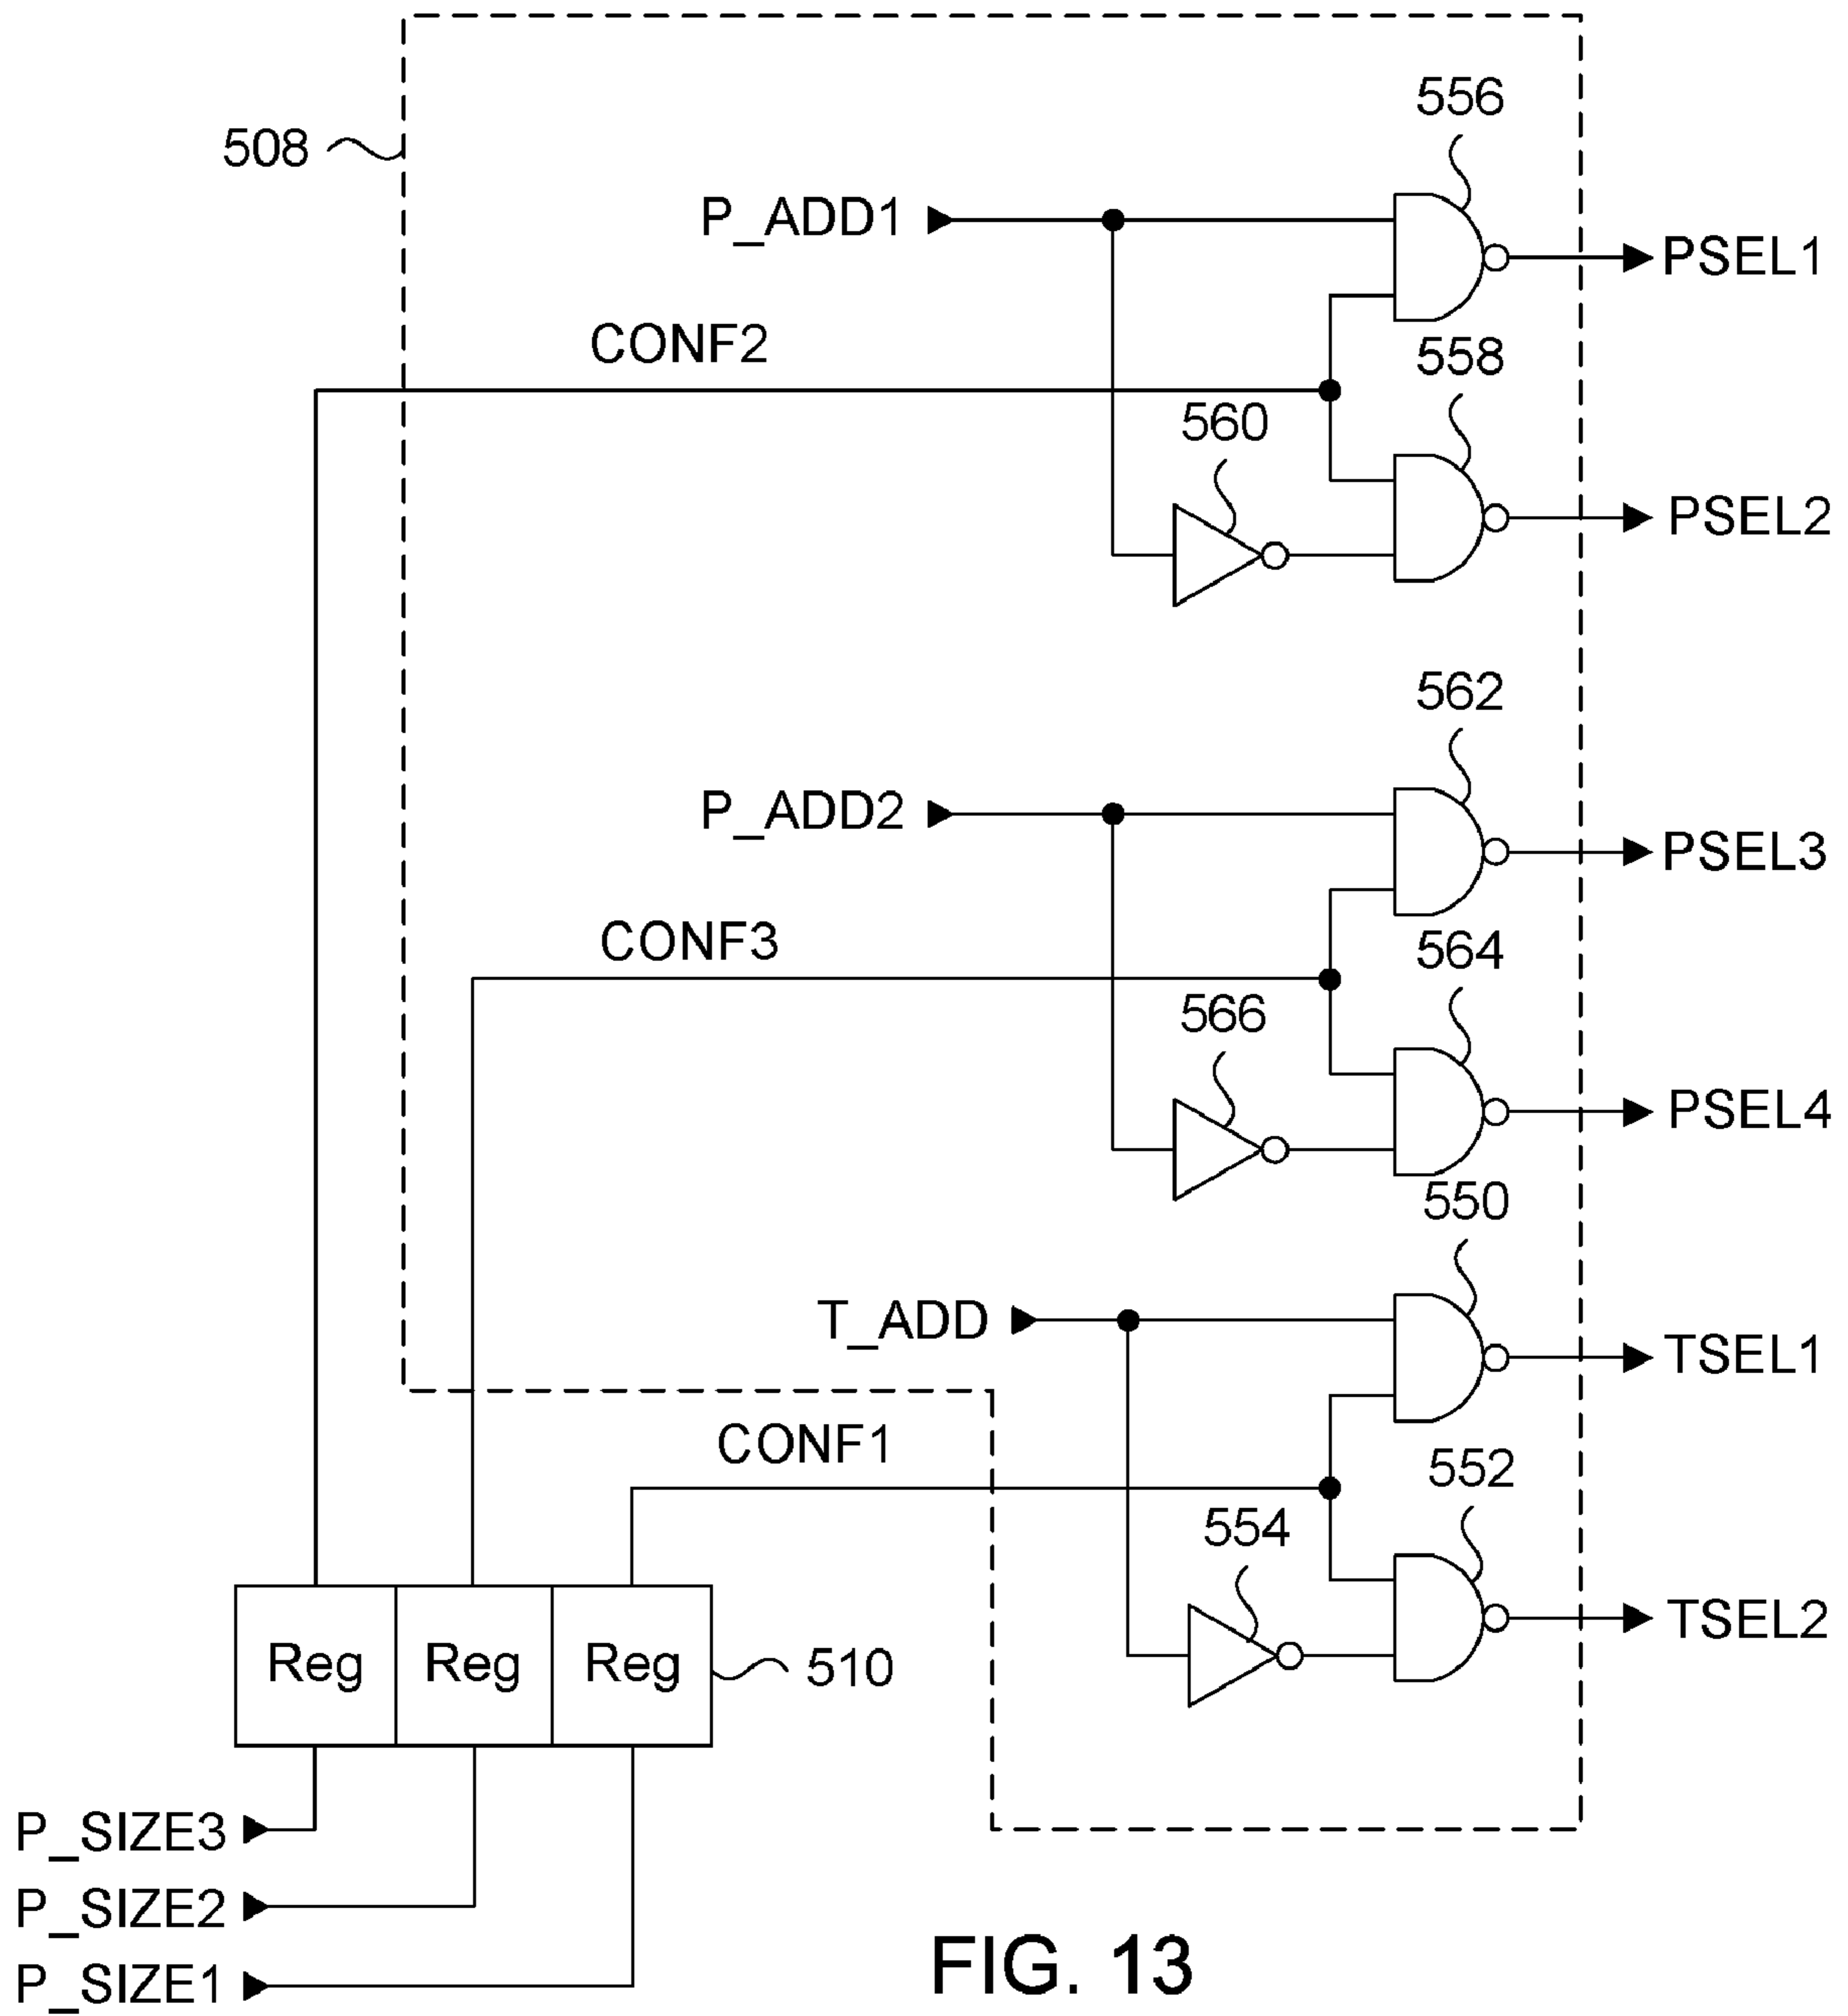 556
508
P_ADD1
PSEL1
CONF2
558
560
PSEL2
562
P_ADD2
PSEL3
CONF3
564
566
PSEL4
550
T_ADD
TSEL1
CONF1
552
554
TSEL2
Reg Reg Reg
510
P_SIZE3
P_SIZE2
P_SIZE1
FIG. 13